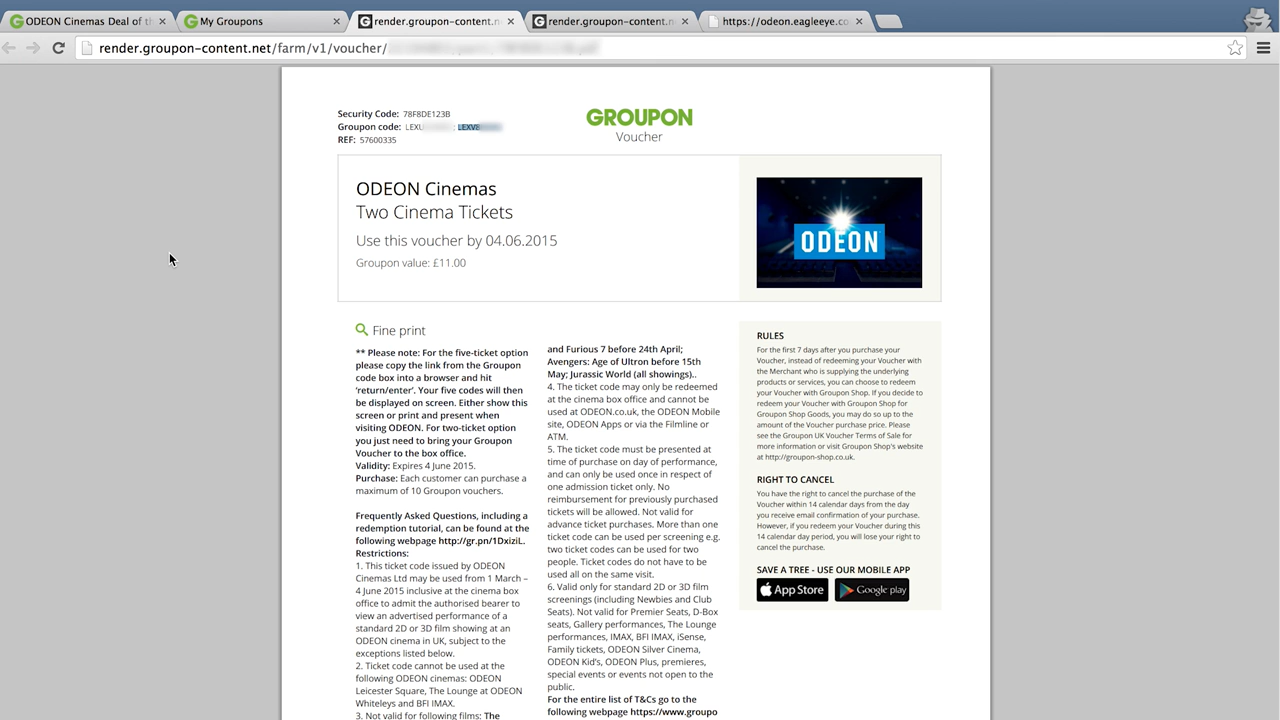 ODEON Cinemas Deal of t
My Groupons
render.groupon-content.n
render.groupon-content.n
https://odeon.eagleeye.co
render.groupon-content.net/farm/v1/voucher/
Security Code: 78F8DE123B
Groupon code: LEXU ; LEXV
REF: 57600335
GROUPON
Voucher
ODEON Cinemas
Two Cinema Tickets
Use this voucher by 04.06.2015
Groupon value: £11.00
ODEON
Fine print
** Please note: For the five-ticket option
please copy the link from the Groupon
code box into a browser and hit
'return/enter'. Your five codes will then
be displayed on screen. Either show this
screen or print and present when
visiting ODEON. For two-ticket option
you just need to bring your Groupon
Voucher to the box office.
Validity: Expires 4 June 2015.
Purchase: Each customer can purchase a
maximum of 10 Groupon vouchers.
Frequently Asked Questions, including a
redemption tutorial, can be found at the
following webpage http://gr.pn/1DxiziL.
Restrictions:
1. This ticket code issued by ODEON
Cinemas Ltd may be used from 1 March –
4 June 2015 inclusive at the cinema box
office to admit the authorised bearer to
view an advertised performance of a
standard 2D or 3D film showing at an
ODEON cinema in UK, subject to the
exceptions listed below.
2. Ticket code cannot be used at the
following ODEON cinemas: ODEON
Leicester Square, The Lounge at ODEON
Whiteleys and BFI IMAX.
3. Not valid for following films: The
and Furious 7 before 24th April;
Avengers: Age of Ultron before 15th
May; Jurassic World (all showings)..
4. The ticket code may only be redeemed
at the cinema box office and cannot be
used at ODEON.co.uk, the ODEON Mobile
site, ODEON Apps or via the Filmline or
ATM.
5. The ticket code must be presented at
time of purchase on day of performance,
and can only be used once in respect of
one admission ticket only. No
reimbursement for previously purchased
tickets will be allowed. Not valid for
advance ticket purchases. More than one
ticket code can be used per screening e.g.
two ticket codes can be used for two
people. Ticket codes do not have to be
used all on the same visit.
6. Valid only for standard 2D or 3D film
screenings (including Newbies and Club
Seats). Not valid for Premier Seats, D-Box
seats, Gallery performances, The Lounge
performances, IMAX, BFI IMAX, iSense,
Family tickets, ODEON Silver Cinema,
ODEON Kid's, ODEON Plus, premieres,
special events or events not open to the
public.
For the entire list of T&Cs go to the
following webpage https://www.groupo
RULES
For the first 7 days after you purchase your
Voucher, instead of redeeming your Voucher with
the Merchant who is supplying the underlying
products or services, you can choose to redeem
your Voucher with Groupon Shop. If you decide to
redeem your Voucher with Groupon Shop for
Groupon Shop Goods, you may do so up to the
amount of the Voucher purchase price. Please
see the Groupon UK Voucher Terms of Sale for
more information or visit Groupon Shop's website
at http://groupon-shop.co.uk.
RIGHT TO CANCEL
You have the right to cancel the purchase of the
Voucher within 14 calendar days from the day
you receive email confirmation of your purchase.
However, if you redeem your Voucher during this
14 calendar day period, you will lose your right to
cancel the purchase.
SAVE A TREE - USE OUR MOBILE APP
App Store
Google play